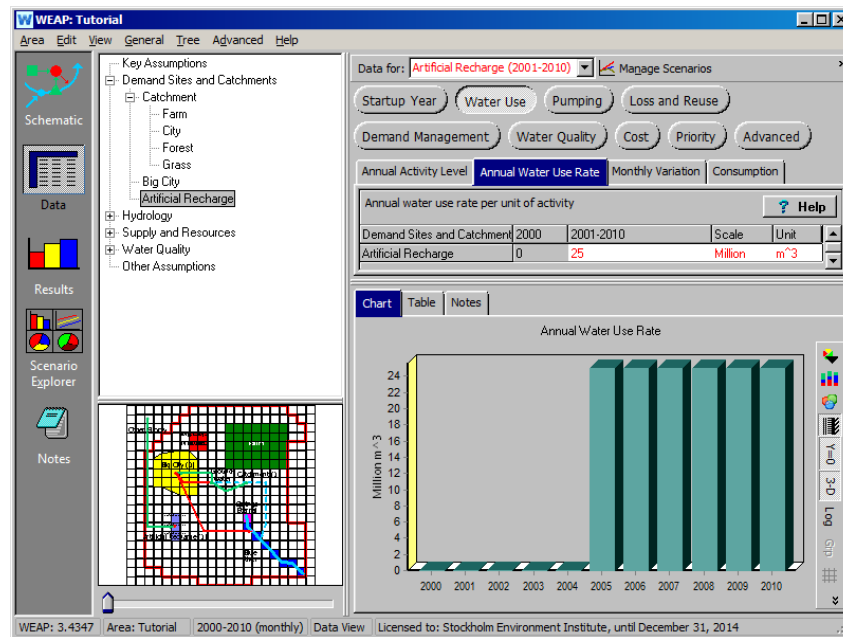 WEAP: Tutorial
Area Edit View General Tree Advanced Help
Schematic
Data
Results
Scenario
Explorer
Notes
Key Assumptions
Demand Sites and Catchments
Catchment
Farm
City
Forest
Grass
Big City
Artificial Recharge
Hydrology
Supply and Resources
Water Quality
Other Assumptions
Data for: Artificial Recharge (2001-2010) Manage Scenarios
Startup Year Water Use Pumping Loss and Reuse
Demand Management Water Quality Cost Priority Advanced
Annual Activity Level Annual Water Use Rate Monthly Variation Consumption
Annual water use rate per unit of activity ? Help
Demand Sites and Catchment 2000 2001-2010 Scale Unit
Artificial Recharge 0 25 Million m^3
Chart Table Notes
Annual Water Use Rate
Million m^3
24
22
20
18
16
14
12
10
8
6
4
2
0
2000 2001 2002 2003 2004 2005 2006 2007 2008 2009 2010
Y=0
3-D
Log
Grp
Big City (1)
WEAP: 3.4347 Area: Tutorial 2000-2010 (monthly) Data View Licensed to: Stockholm Environment Institute, until December 31, 2014